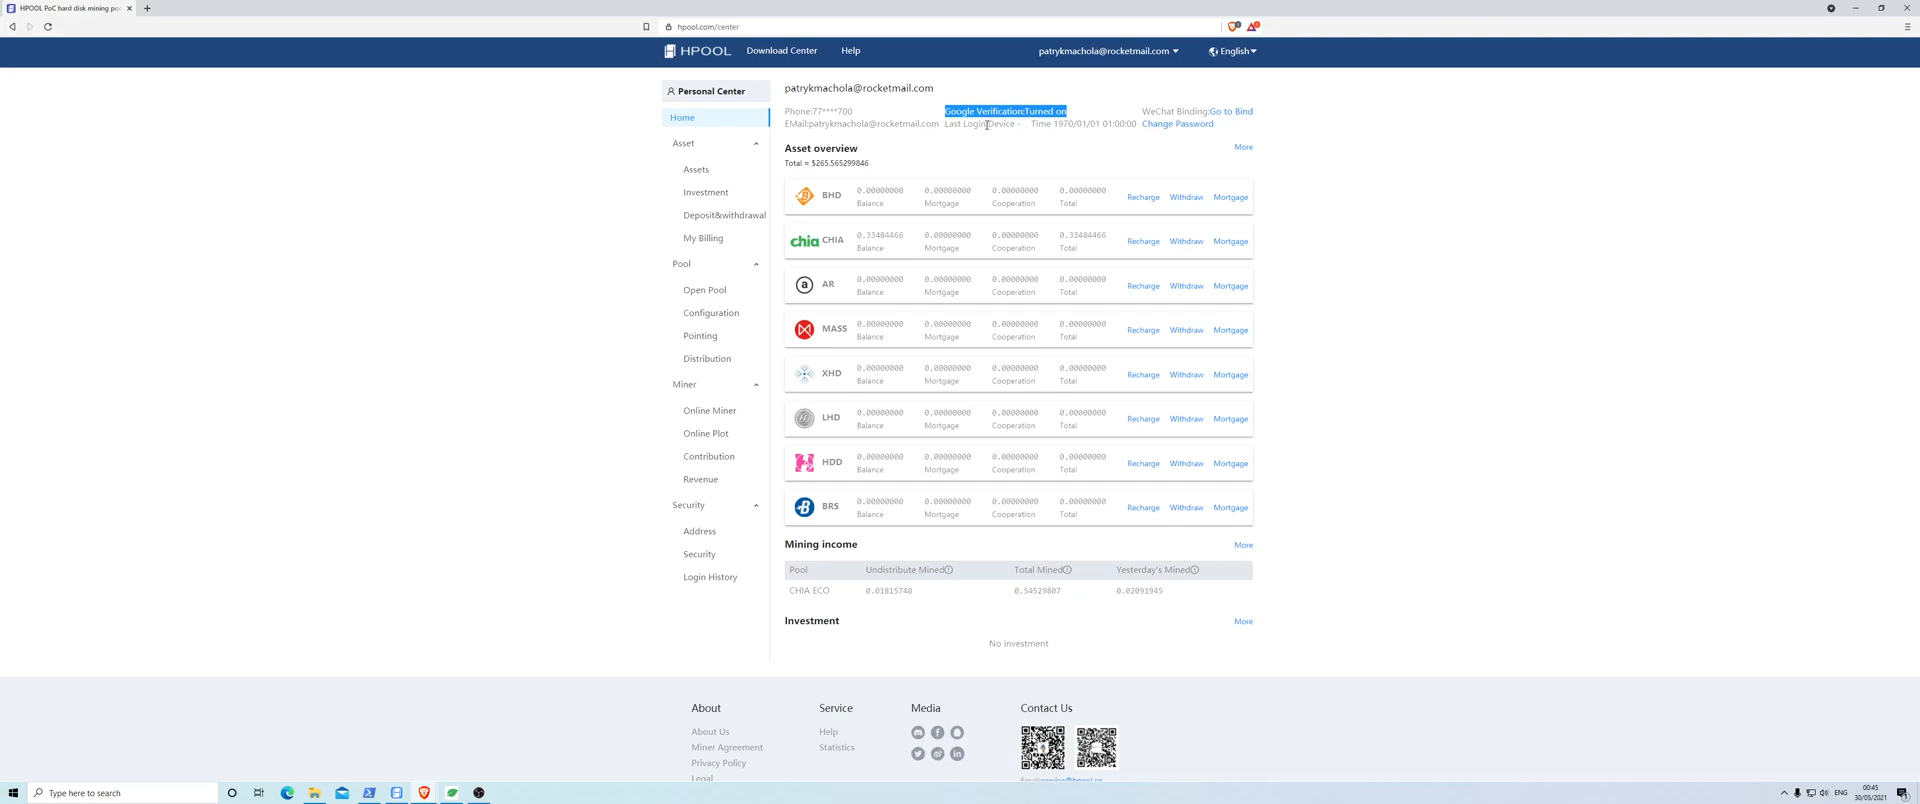 HPOOL PoC hard disk mining po
hpool.com/center
HPOOL
Download Center
Help
patrykmachola@rocketmail.com
English
Personal Center
Home
Asset
Assets
Investment
Deposit&withdrawal
My Billing
Pool
Open Pool
Configuration
Pointing
Distribution
Miner
Online Miner
Online Plot
Contribution
Revenue
Security
Address
Security
Login History
patrykmachola@rocketmail.com
Phone:77****700 Google Verification:Turned on WeChat Binding:Go to Bind
EMail:patrykmachola@rocketmail.com Last Login Device - Time 1970/01/01 01:00:00 Change Password
Asset overview More
Total ≈ $265.565299846
BHD 0.00000000 0.00000000 0.00000000 0.00000000 Recharge Withdraw Mortgage
Balance Mortgage Cooperation Total
chia CHIA 0.33484466 0.00000000 0.00000000 0.33484466 Recharge Withdraw Mortgage
Balance Mortgage Cooperation Total
a AR 0.00000000 0.00000000 0.00000000 0.00000000 Recharge Withdraw Mortgage
Balance Mortgage Cooperation Total
MASS 0.00000000 0.00000000 0.00000000 0.00000000 Recharge Withdraw Mortgage
Balance Mortgage Cooperation Total
XHD 0.00000000 0.00000000 0.00000000 0.00000000 Recharge Withdraw Mortgage
Balance Mortgage Cooperation Total
LHD 0.00000000 0.00000000 0.00000000 0.00000000 Recharge Withdraw Mortgage
Balance Mortgage Cooperation Total
HDD 0.00000000 0.00000000 0.00000000 0.00000000 Recharge Withdraw Mortgage
Balance Mortgage Cooperation Total
BRS 0.00000000 0.00000000 0.00000000 0.00000000 Recharge Withdraw Mortgage
Balance Mortgage Cooperation Total
Mining income More
Pool Undistribute Mined Total Mined Yesterday's Mined
CHIA ECO 0.01815748 0.54529807 0.02091945
Investment More
No investment
About
About Us
Miner Agreement
Privacy Policy
Legal
Service
Help
Statistics
Media
Contact Us
Email:service@hpool.co
Type here to search
ENG
00:45
30/05/2021